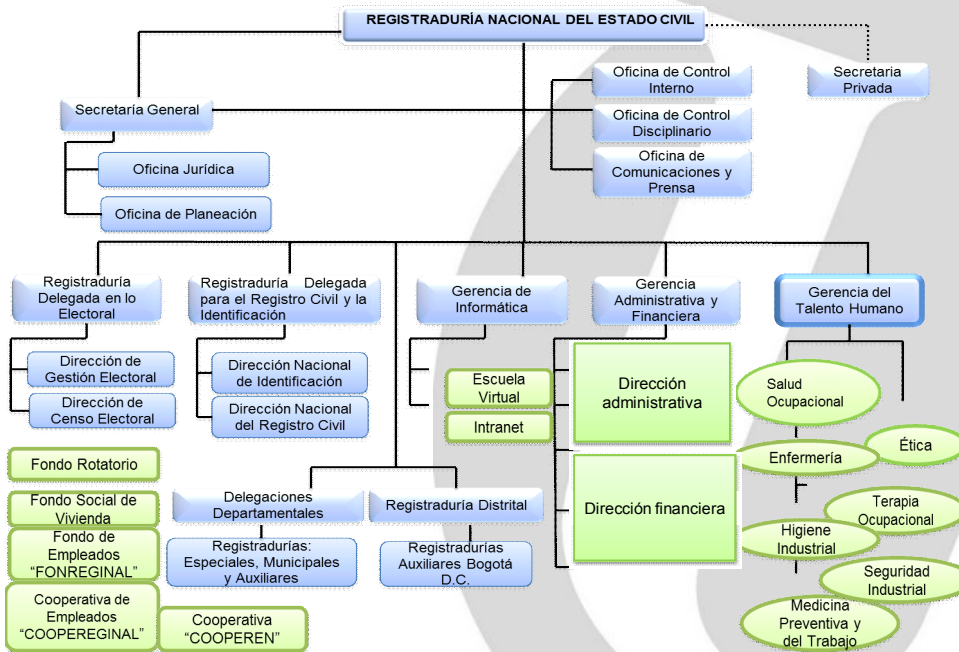 REGISTRADURÍA NACIONAL DEL ESTADO CIVIL
Oficina de Control
Interno
Secretaria
Privada
Secretaría General
Oficina de Control
Disciplinario
Oficina Jurídica
Oficina de
Comunicaciones y
Prensa
Oficina de Planeación
Registraduría
Delegada en lo
Electoral
Registraduría Delegada
para el Registro Civil y la
Identificación
Gerencia de
Informática
Gerencia
Administrativa y
Financiera
Gerencia del
Talento Humano
Dirección de
Gestión Electoral
Dirección de
Censo Electoral
Dirección Nacional
de Identificación
Dirección Nacional
del Registro Civil
Escuela
Virtual
Intranet
Dirección
administrativa
Dirección financiera
Salud
Ocupacional
Ética
Enfermería
Terapia
Ocupacional
Higiene
Industrial
Seguridad
Industrial
Medicina
Preventiva y
del Trabajo
Fondo Rotatorio
Fondo Social de
Vivienda
Fondo de
Empleados
“FONREGINAL”
Cooperativa de
Empleados
“COOPEREGINAL”
Cooperativa
“COOPEREN”
Delegaciones
Departamentales
Registraduría Distrital
Registradurías:
Especiales, Municipales
y Auxiliares
Registradurías
Auxiliares Bogotá
D.C.